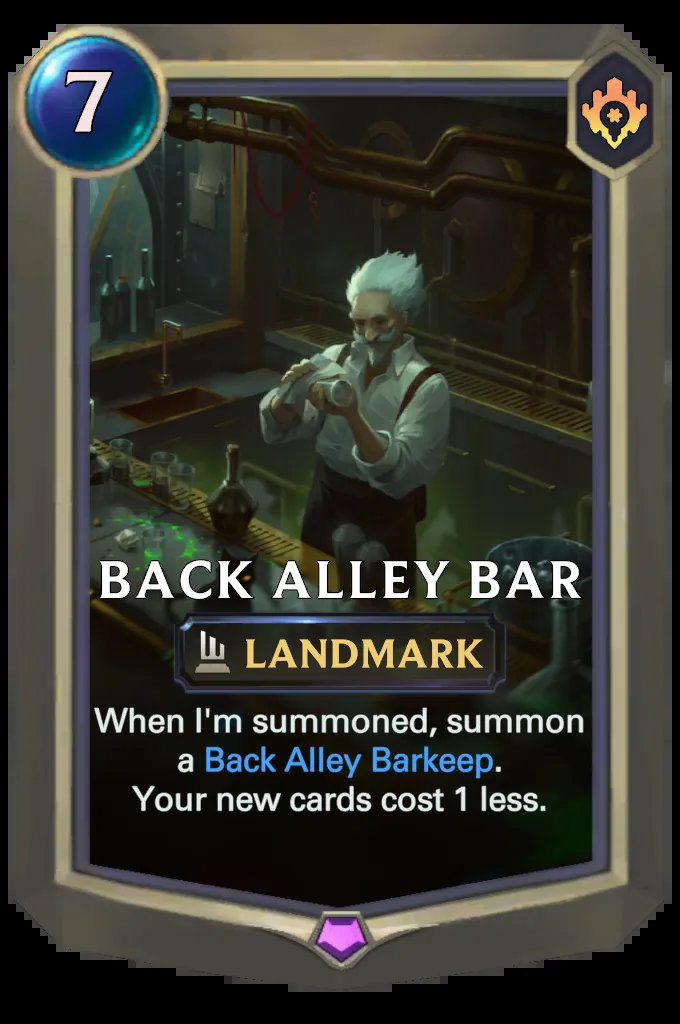 7
BACK ALLEY BAR
LANDMARK
When I'm summoned, summon
a Back Alley Barkeep.
Your new cards cost 1 less.